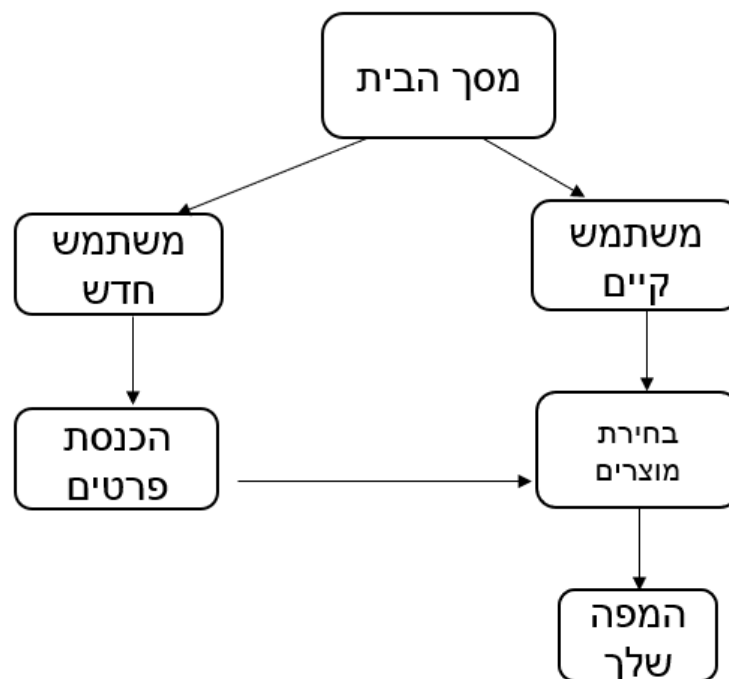 מסך הבית
משתמש
קיים
משתמש
חדש
בחירת
מוצרים
הכנסת
פרטים
המפה
שלך